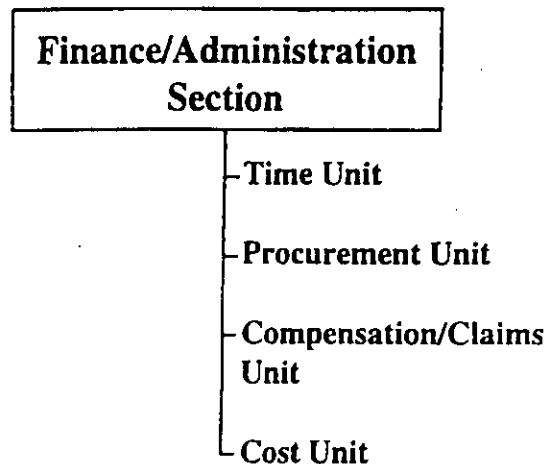 Finance/Administration
Section
Time Unit
Procurement Unit
Compensation/Claims
Unit
Cost Unit